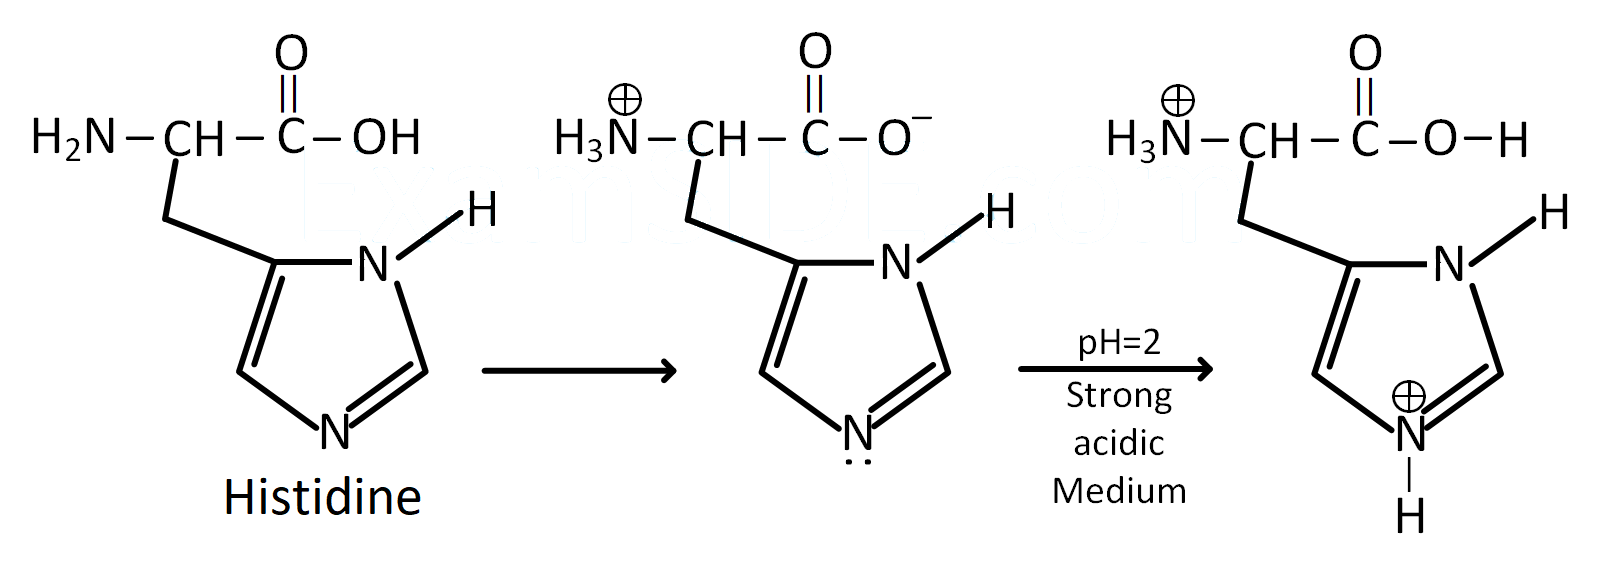 O
H₂N–CH–C–OH
H
N
N
Histidine
O
⊕
H₃N–CH–C–O⁻
H
N
N̤
pH=2
Strong
acidic
Medium
O
⊕
H₃N–CH–C–O–H
H
N
⊕
N
H